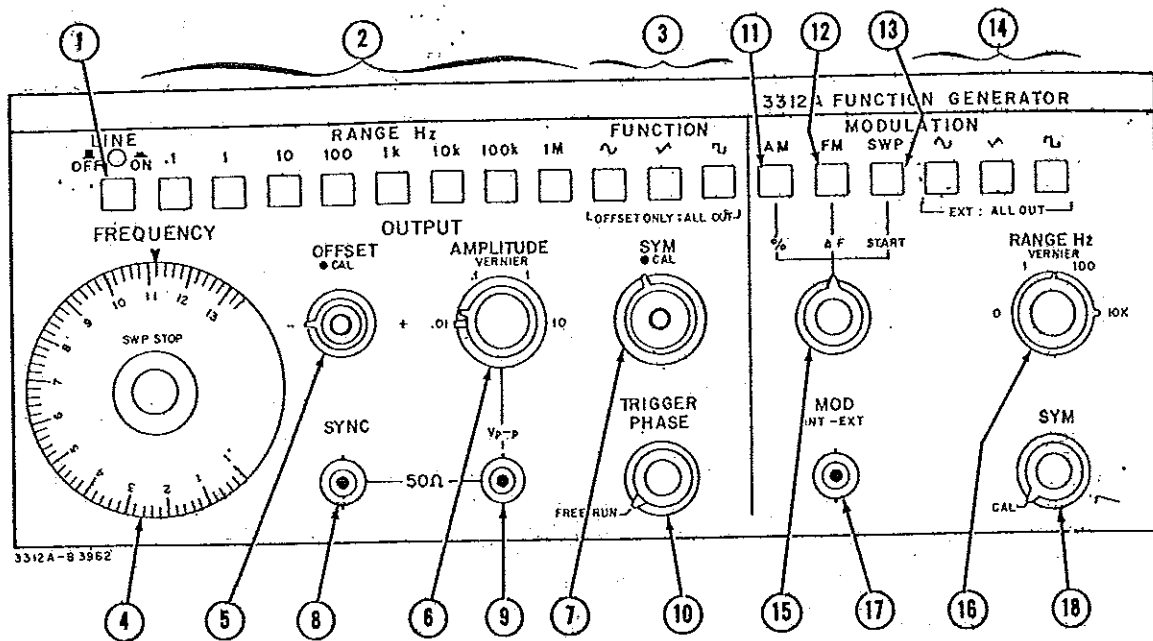 1 2 3 11 12 13 14
3312A FUNCTION GENERATOR
LINE
OFF ON
RANGE Hz
.1 1 10 100 1k 10k 100k 1M
FUNCTION
OFFSET ONLY : ALL OUT
MODULATION
AM FM SWP
EXT : ALL OUT
% ΔF START
FREQUENCY
SWP STOP
.1 1 2 3 4 5 6 7 8 9 10 11 12 13
OUTPUT
OFFSET
CAL
- +
AMPLITUDE
VERNIER
.1 1
.01 10
SYM
CAL
RANGE Hz
VERNIER
1 100
0 10X
SYNC
50Ω
Vp-p
TRIGGER
PHASE
FREE RUN
MOD
INT - EXT
SYM
CAL
3312A-B3962
4 5 8 6 9 7 10 15 17 16 18